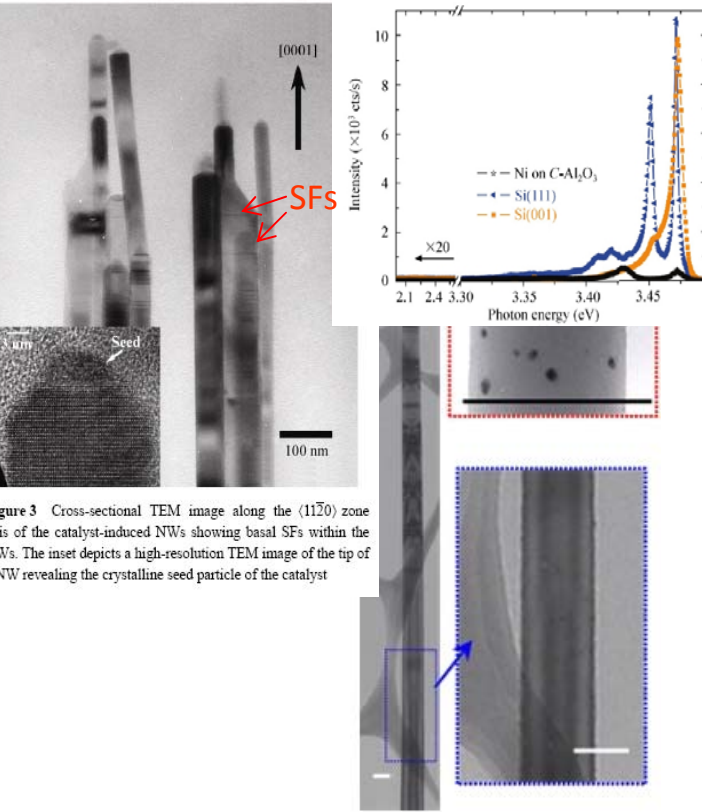 [0001]
SFs
3 nm
Seed
100 nm
Figure 3 Cross-sectional TEM image along the ⟨112̄0⟩ zone
is of the catalyst-induced NWs showing basal SFs within the
Ws. The inset depicts a high-resolution TEM image of the tip of
NW revealing the crystalline seed particle of the catalyst
Intensity (×10³ cts/s)
10
8
6
4
2
0
Ni on C-Al₂O₃
Si(111)
Si(001)
×20
2.1 2.4 3.30 3.35 3.40 3.45
Photon energy (eV)